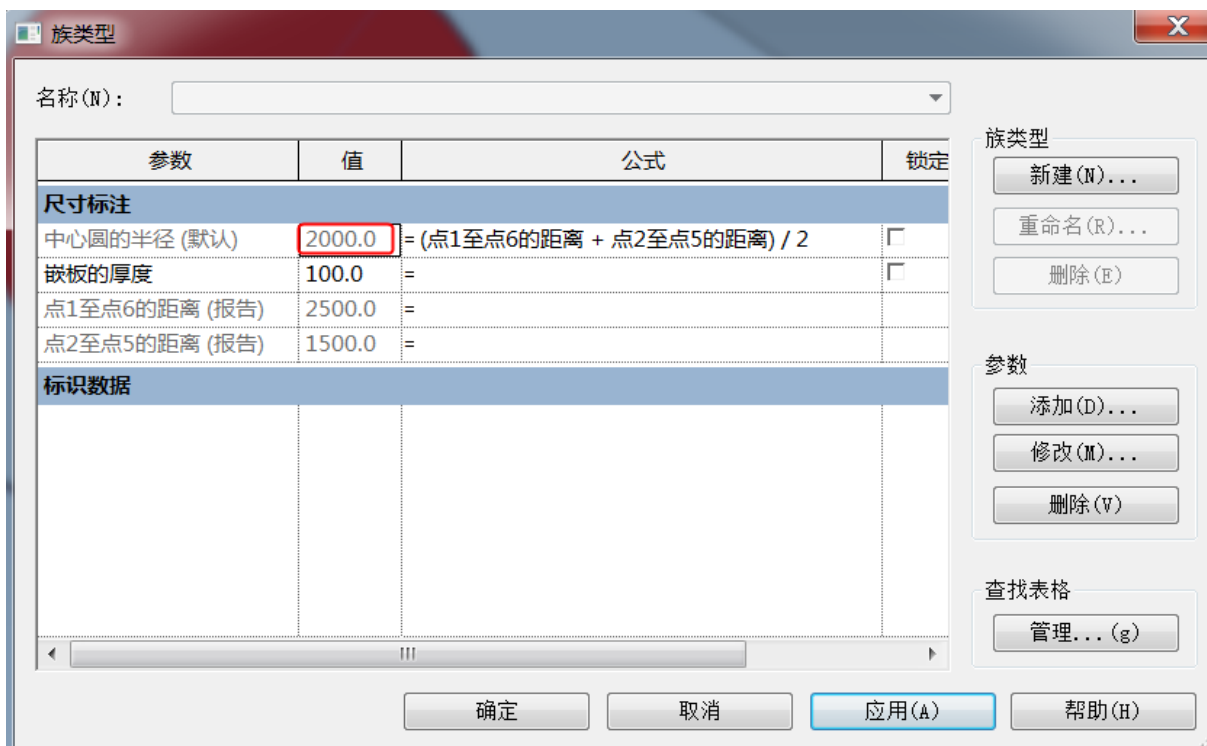 族类型
名称(N):
参数 值 公式 锁定
尺寸标注
中心圆的半径 (默认) 2000.0 = (点1至点6的距离 + 点2至点5的距离) / 2
嵌板的厚度 100.0 =
点1至点6的距离 (报告) 2500.0 =
点2至点5的距离 (报告) 1500.0 =
标识数据
族类型
新建(N)...
重命名(R)...
删除(E)
参数
添加(D)...
修改(M)...
删除(V)
查找表格
管理...(g)
确定 取消 应用(A) 帮助(H)